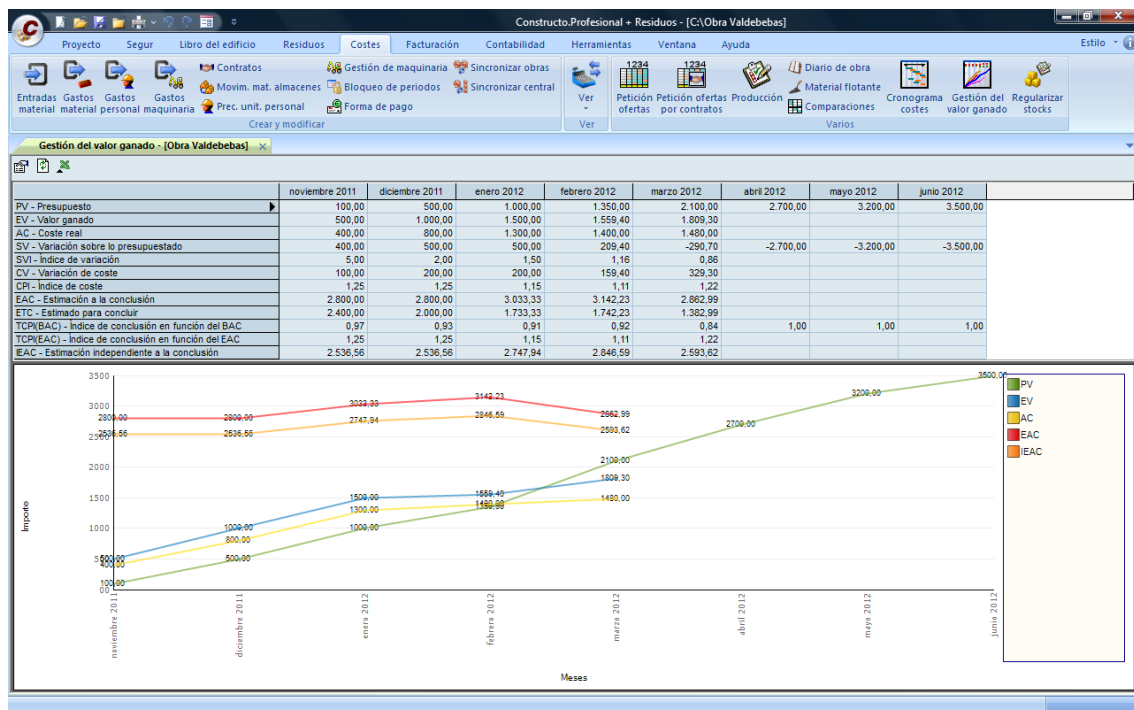 Constructo.Profesional + Residuos - [C:\Obra Valdebebas]
Proyecto Segur Libro del edificio Residuos Costes Facturación Contabilidad Herramientas Ventana Ayuda Estilo
Entradas material
Gastos material
Gastos personal
Gastos maquinaria
Contratos
Movim. mat. almacenes
Prec. unit. personal
Gestión de maquinaria
Bloqueo de periodos
Forma de pago
Sincronizar obras
Sincronizar central
Crear y modificar
Ver
Ver
1234
Petición ofertas
1234
Petición ofertas por contratos
Producción
Diario de obra
Material flotante
Comparaciones
Cronograma costes
Gestión del valor ganado
Regularizar stocks
Varios
Gestión del valor ganado - [Obra Valdebebas]
noviembre 2011 diciembre 2011 enero 2012 febrero 2012 marzo 2012 abril 2012 mayo 2012 junio 2012
PV - Presupuesto 100,00 500,00 1.000,00 1.350,00 2.100,00 2.700,00 3.200,00 3.500,00
EV - Valor ganado 500,00 1.000,00 1.500,00 1.559,40 1.809,30
AC - Coste real 400,00 800,00 1.300,00 1.400,00 1.480,00
SV - Variación sobre lo presupuestado 400,00 500,00 500,00 209,40 -290,70 -2.700,00 -3.200,00 -3.500,00
SVI - Índice de variación 5,00 2,00 1,50 1,16 0,86
CV - Variación de coste 100,00 200,00 200,00 159,40 329,30
CPI - Índice de coste 1,25 1,25 1,15 1,11 1,22
EAC - Estimación a la conclusión 2.800,00 2.800,00 3.033,33 3.142,23 2.862,99
ETC - Estimado para concluir 2.400,00 2.000,00 1.733,33 1.742,23 1.382,99
TCPI(BAC) - Índice de conclusión en función del BAC 0,97 0,93 0,91 0,92 0,84 1,00 1,00 1,00
TCPI(EAC) - Índice de conclusión en función del EAC 1,25 1,25 1,15 1,11 1,22
IEAC - Estimación independiente a la conclusión 2.536,56 2.536,56 2.747,94 2.846,59 2.593,62
3500
3000
2500
2000
1500
1000
500
00
Importe
2800,00 2800,00 3033,33 3142,23 2862,99
2536,56 2536,56 2747,94 2846,59 2593,62
500,00 1000,00 1500,00 1559,40 1809,30
400,00 800,00 1300,00 1400,00 1480,00
100,00 500,00 1000,00 1350,00 2100,00 2700,00 3200,00 3500,00
noviembre 2011
diciembre 2011
enero 2012
febrero 2012
marzo 2012
abril 2012
mayo 2012
junio 2012
Meses
PV
EV
AC
EAC
IEAC